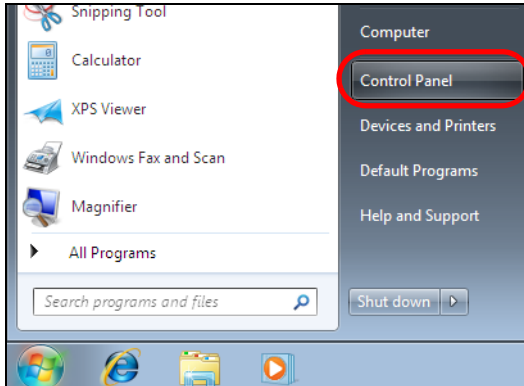 Snipping Tool
Calculator
XPS Viewer
Windows Fax and Scan
Magnifier
All Programs
Search programs and files
Computer
Control Panel
Devices and Printers
Default Programs
Help and Support
Shut down